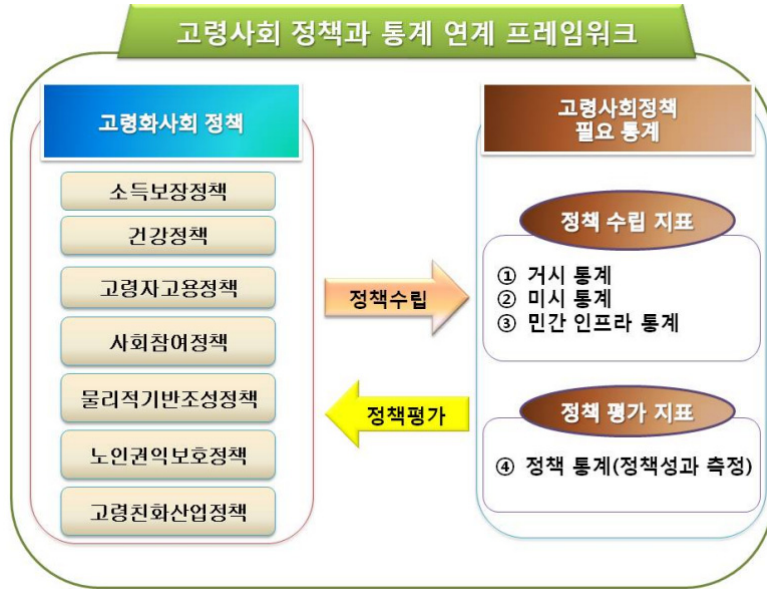 고령사회 정책과 통계 연계 프레임워크
고령화사회 정책
소득보장정책
건강정책
고령자고용정책
사회참여정책
물리적기반조성정책
노인권익보호정책
고령친화산업정책
정책수립
정책평가
고령사회정책
필요 통계
정책 수립 지표
① 거시 통계
② 미시 통계
③ 민간 인프라 통계
정책 평가 지표
④ 정책 통계(정책성과 측정)